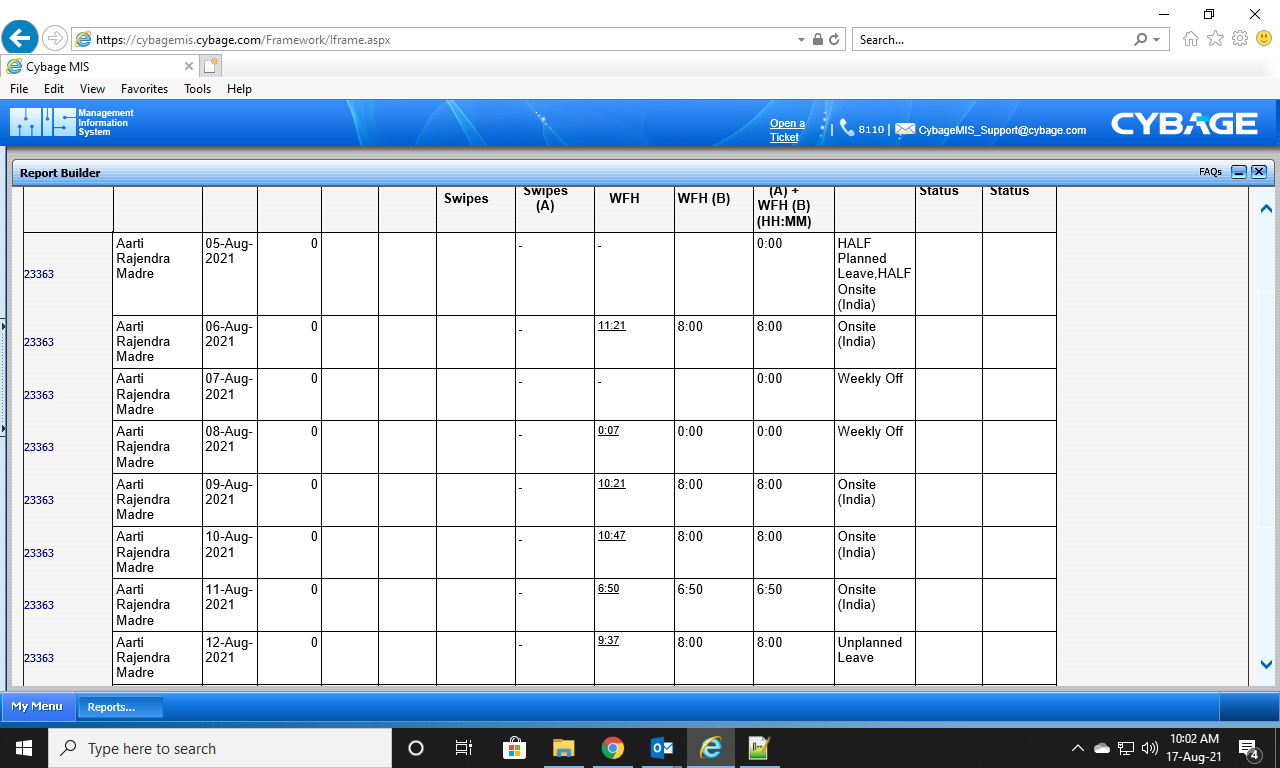 https://cybagemis.cybage.com/Framework/Iframe.aspx
Search...
Cybage MIS
File Edit View Favorites Tools Help
MIS Management
Information
System
Open a
Ticket
| 8110 | CybageMIS_Support@cybage.com
CYBAGE
Report Builder
FAQs
Swipes
Swipes
(A)
WFH
WFH (B)
(A) +
WFH (B)
(HH:MM)
Status
Status
23363
Aarti
Rajendra
Madre
05-Aug-
2021
0
-
-
0:00
HALF
Planned
Leave,HALF
Onsite
(India)
23363
Aarti
Rajendra
Madre
06-Aug-
2021
0
-
11:21
8:00
8:00
Onsite
(India)
23363
Aarti
Rajendra
Madre
07-Aug-
2021
0
-
-
0:00
Weekly Off
23363
Aarti
Rajendra
Madre
08-Aug-
2021
0
-
0:07
0:00
0:00
Weekly Off
23363
Aarti
Rajendra
Madre
09-Aug-
2021
0
-
10:21
8:00
8:00
Onsite
(India)
23363
Aarti
Rajendra
Madre
10-Aug-
2021
0
-
10:47
8:00
8:00
Onsite
(India)
23363
Aarti
Rajendra
Madre
11-Aug-
2021
0
-
6:50
6:50
6:50
Onsite
(India)
23363
Aarti
Rajendra
Madre
12-Aug-
2021
0
-
9:37
8:00
8:00
Unplanned
Leave
My Menu
Reports...
Type here to search
10:02 AM
17-Aug-21
4